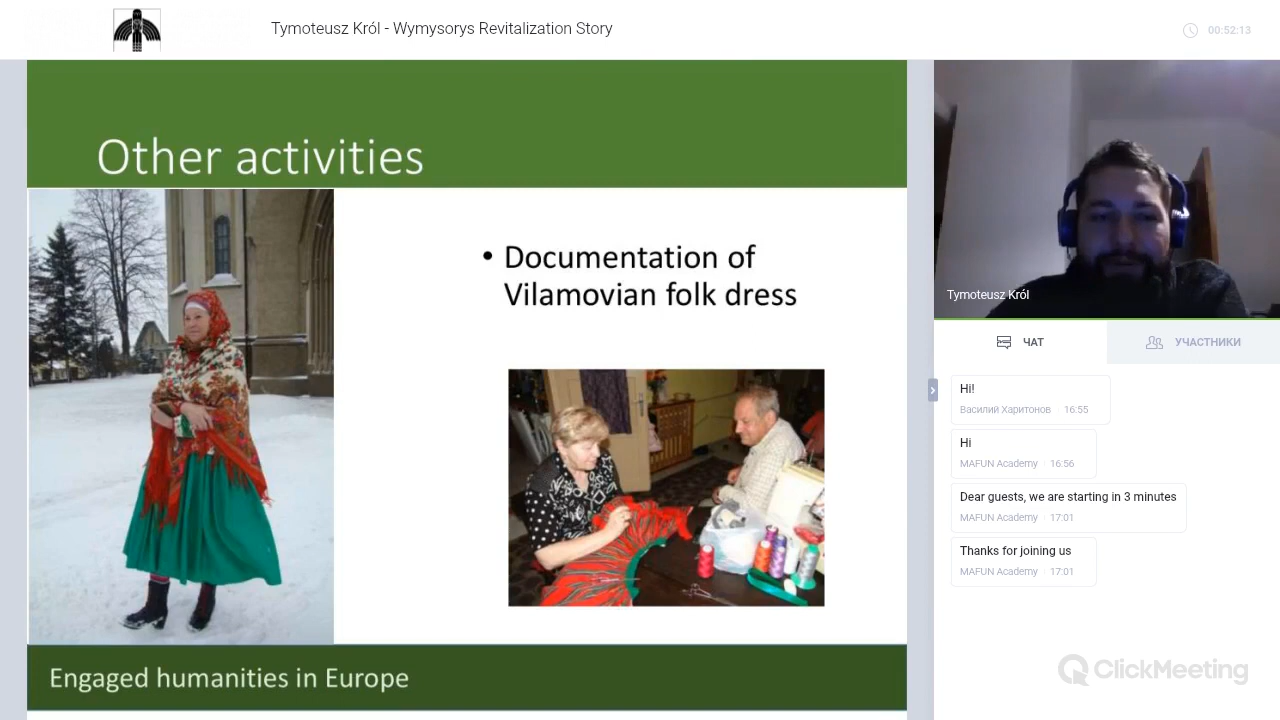 Tymoteusz Król - Wymysorys Revitalization Story
00:52:13
Other activities
• Documentation of
Vilamovian folk dress
Engaged humanities in Europe
Tymoteusz Król
ЧАТ
УЧАСТНИКИ
Hi!
Василий Харитонов 16:55
Hi
MAFUN Academy 16:56
Dear guests, we are starting in 3 minutes
MAFUN Academy 17:01
Thanks for joining us
MAFUN Academy 17:01
ClickMeeting